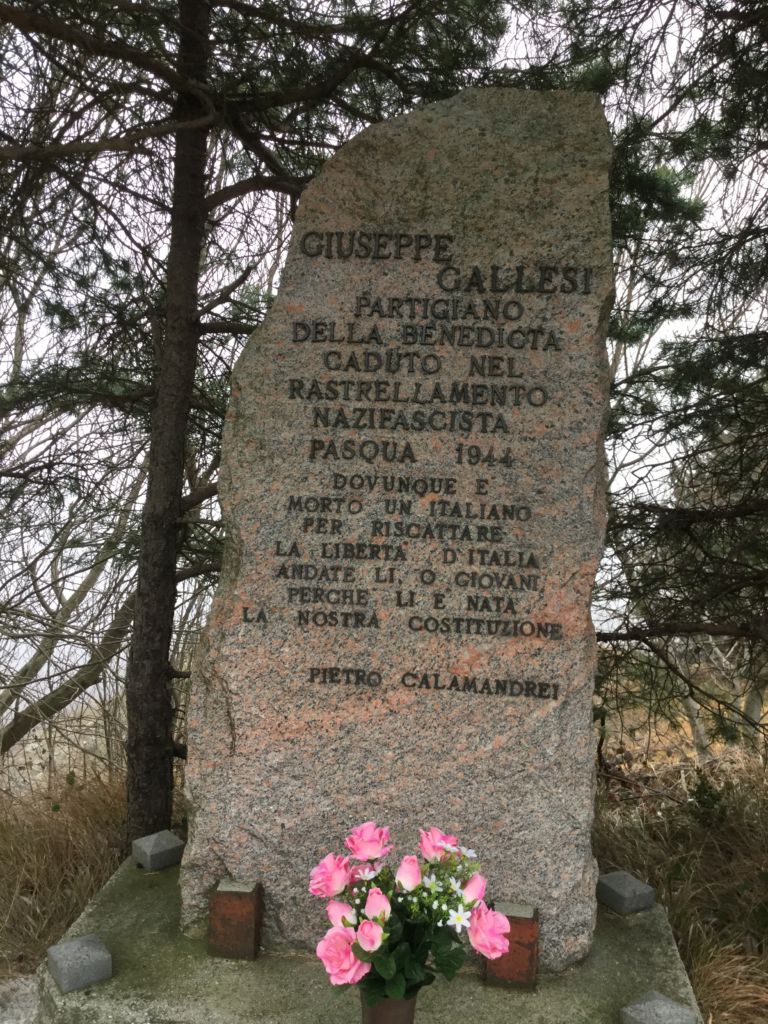 GIUSEPPE
GALLESI
PARTIGIANO
DELLA BENEDICTA
CADUTO NEL
RASTRELLAMENTO
NAZIFASCISTA
PASQUA 1944
DOVUNQUE E'
MORTO UN ITALIANO
PER RISCATTARE
LA LIBERTA' D'ITALIA
ANDATE LI, O GIOVANI,
PERCHE LI E' NATA
LA NOSTRA COSTITUZIONE
PIETRO CALAMANDREI